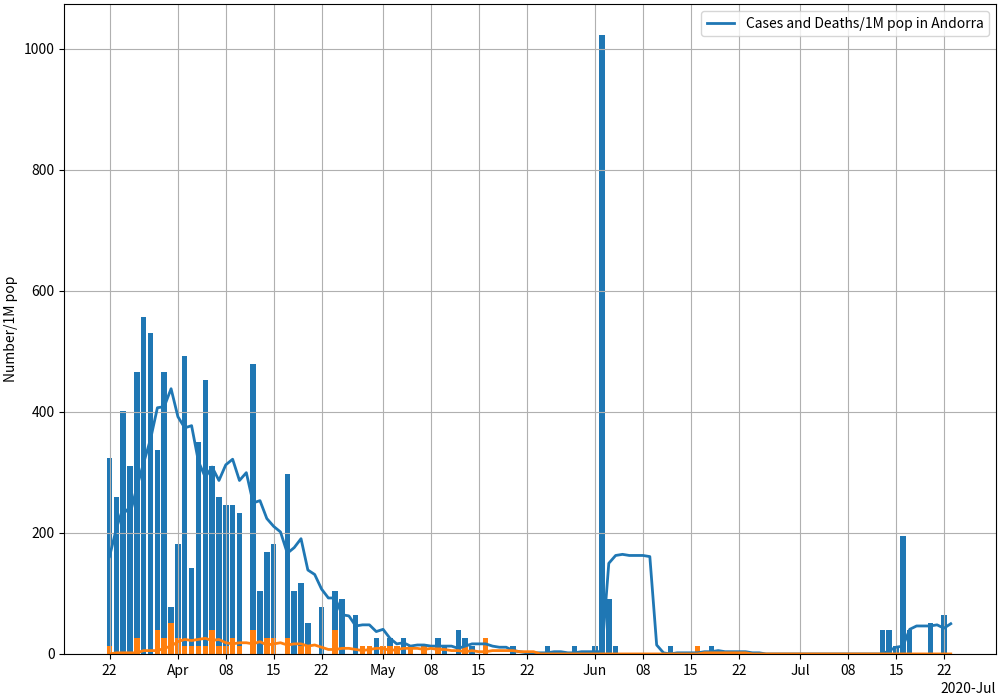 Cases and Deaths/1M pop in Andorra
1000
800
600
400
200
0
Number/1M pop
22 Apr 08 15 22 May 08 15 22 Jun 08 15 22 Jul 08 15 22
2020-Jul